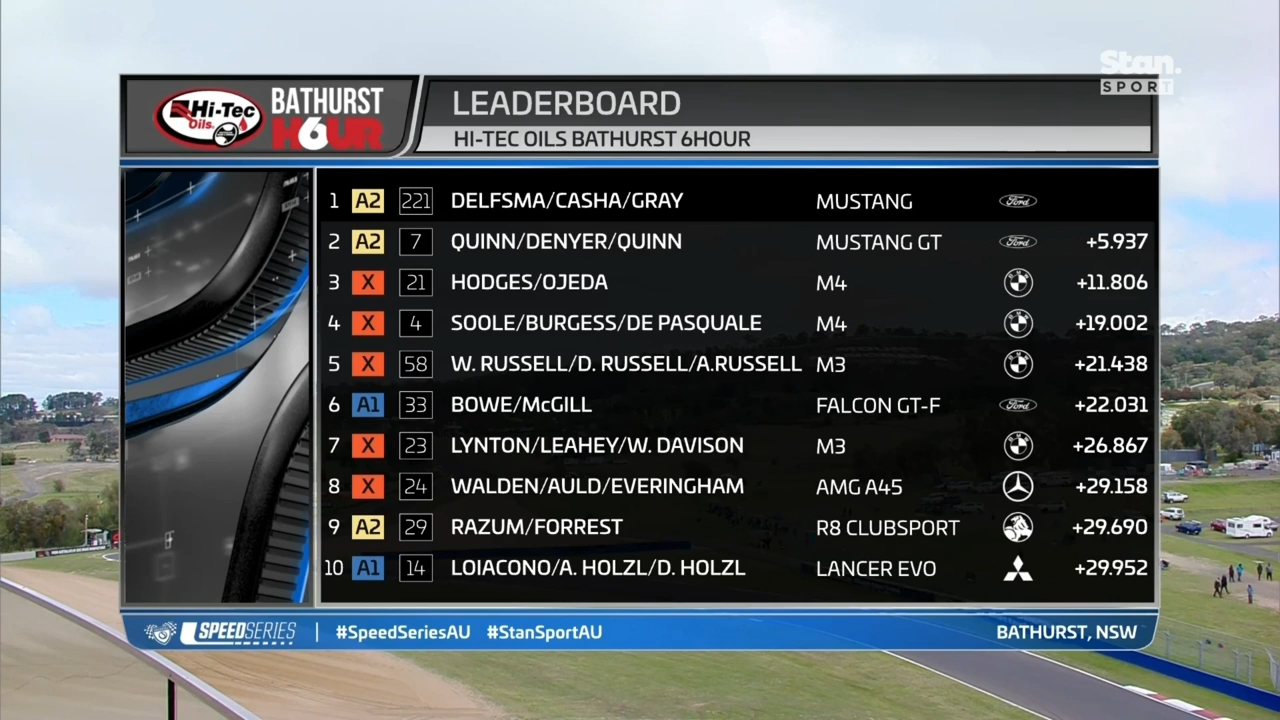 Stan.
SPORT
Hi-Tec
Oils
BATHURST
6HOUR
LEADERBOARD
HI-TEC OILS BATHURST 6HOUR
1 A2 221 DELFSMA/CASHA/GRAY MUSTANG Ford
2 A2 7 QUINN/DENYER/QUINN MUSTANG GT Ford +5.937
3 X 21 HODGES/OJEDA M4 BMW +11.806
4 X 4 SOOLE/BURGESS/DE PASQUALE M4 BMW +19.002
5 X 58 W. RUSSELL/D. RUSSELL/A.RUSSELL M3 BMW +21.438
6 A1 33 BOWE/McGILL FALCON GT-F Ford +22.031
7 X 23 LYNTON/LEAHEY/W. DAVISON M3 BMW +26.867
8 X 24 WALDEN/AULD/EVERINGHAM AMG A45 +29.158
9 A2 29 RAZUM/FORREST R8 CLUBSPORT +29.690
10 A1 14 LOIACONO/A. HOLZL/D. HOLZL LANCER EVO +29.952
SPEEDSERIES #SpeedSeriesAU #StanSportAU BATHURST, NSW